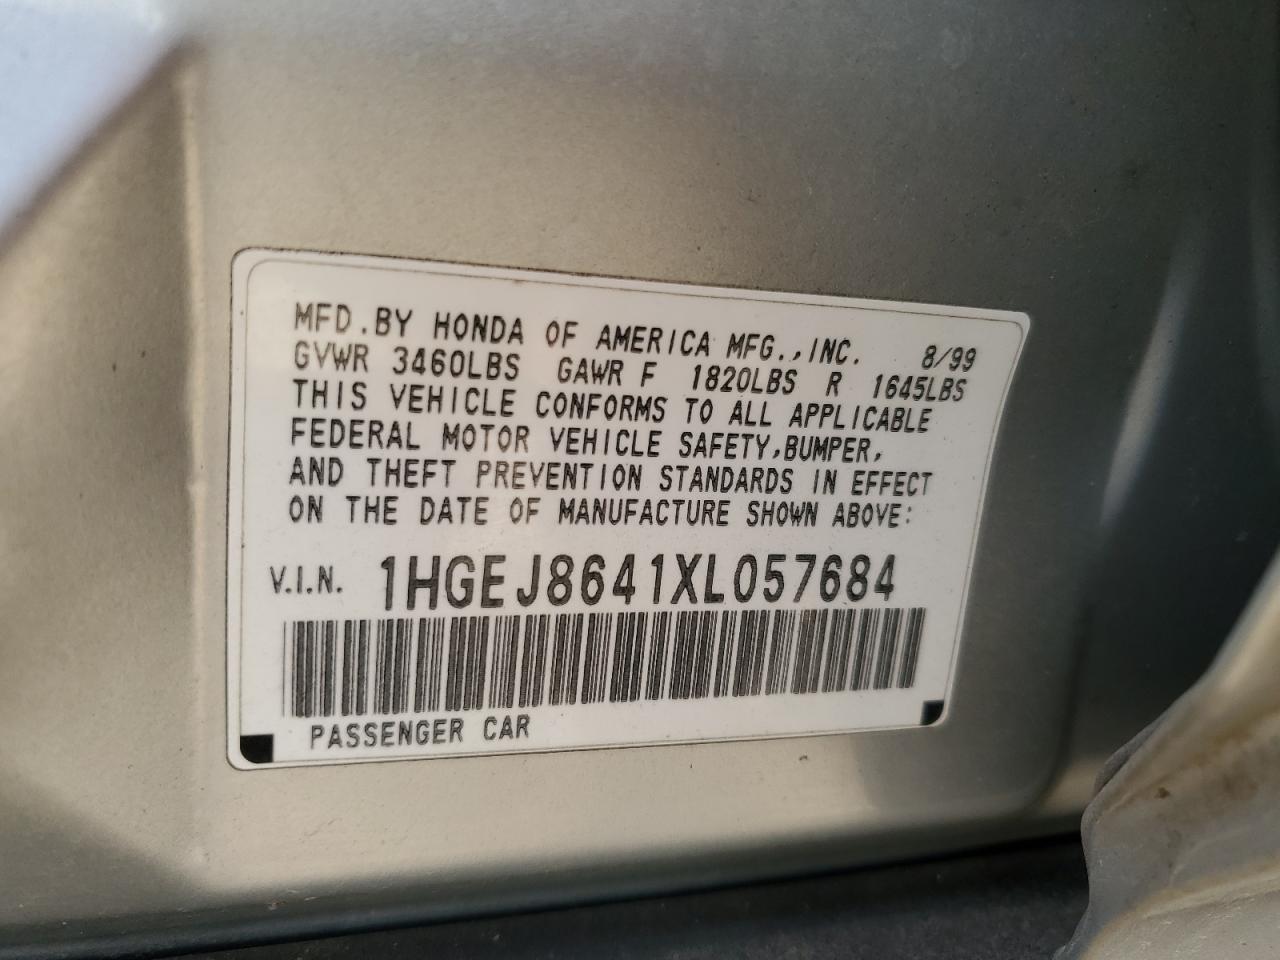 MFD.BY HONDA OF AMERICA MFG.,INC. 8/99
GVWR 3460LBS GAWR F 1820LBS R 1645LBS
THIS VEHICLE CONFORMS TO ALL APPLICABLE
FEDERAL MOTOR VEHICLE SAFETY,BUMPER,
AND THEFT PREVENTION STANDARDS IN EFFECT
ON THE DATE OF MANUFACTURE SHOWN ABOVE:
V.I.N. 1HGEJ8641XL057684
PASSENGER CAR